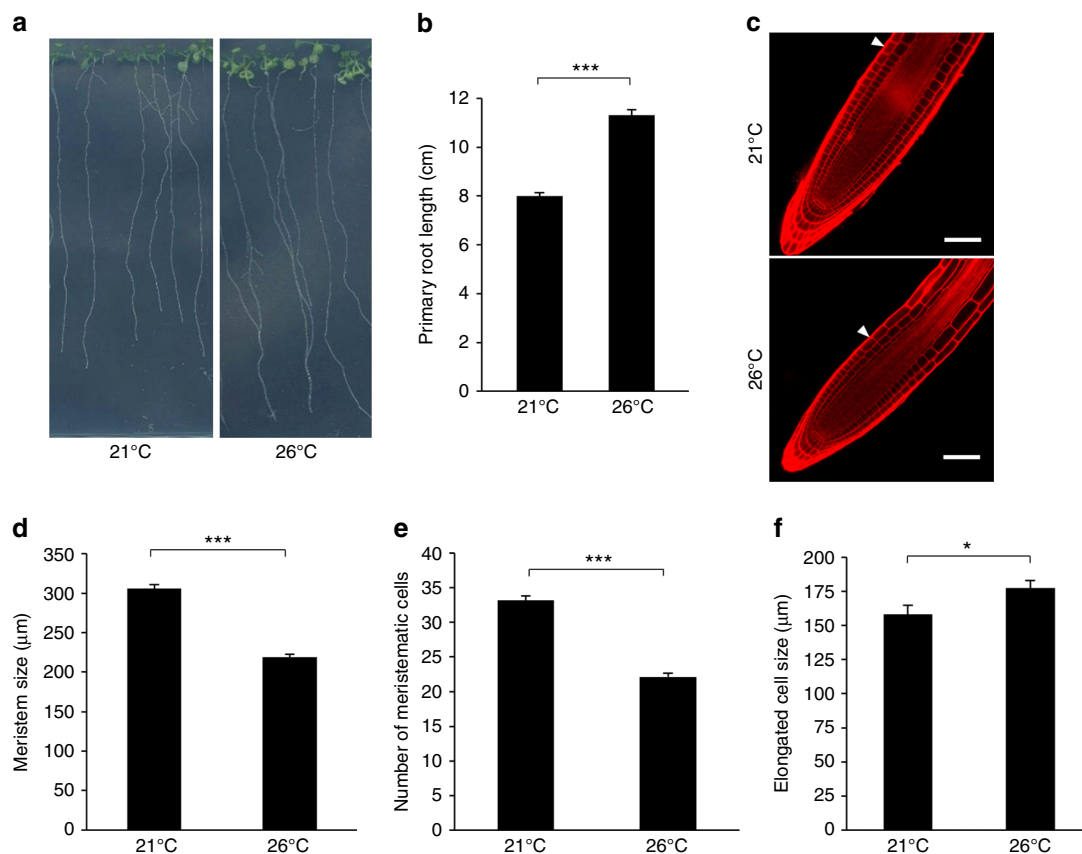 a
21°C
26°C
b
***
Primary root length (cm)
12
10
8
6
4
2
0
21°C
26°C
c
21°C
26°C
d
***
Meristem size (μm)
350
300
250
200
150
100
50
0
21°C
26°C
e
***
Number of meristematic cells
40
35
30
25
20
15
10
5
0
21°C
26°C
f
*
Elongated cell size (μm)
200
175
150
125
100
75
50
25
0
21°C
26°C